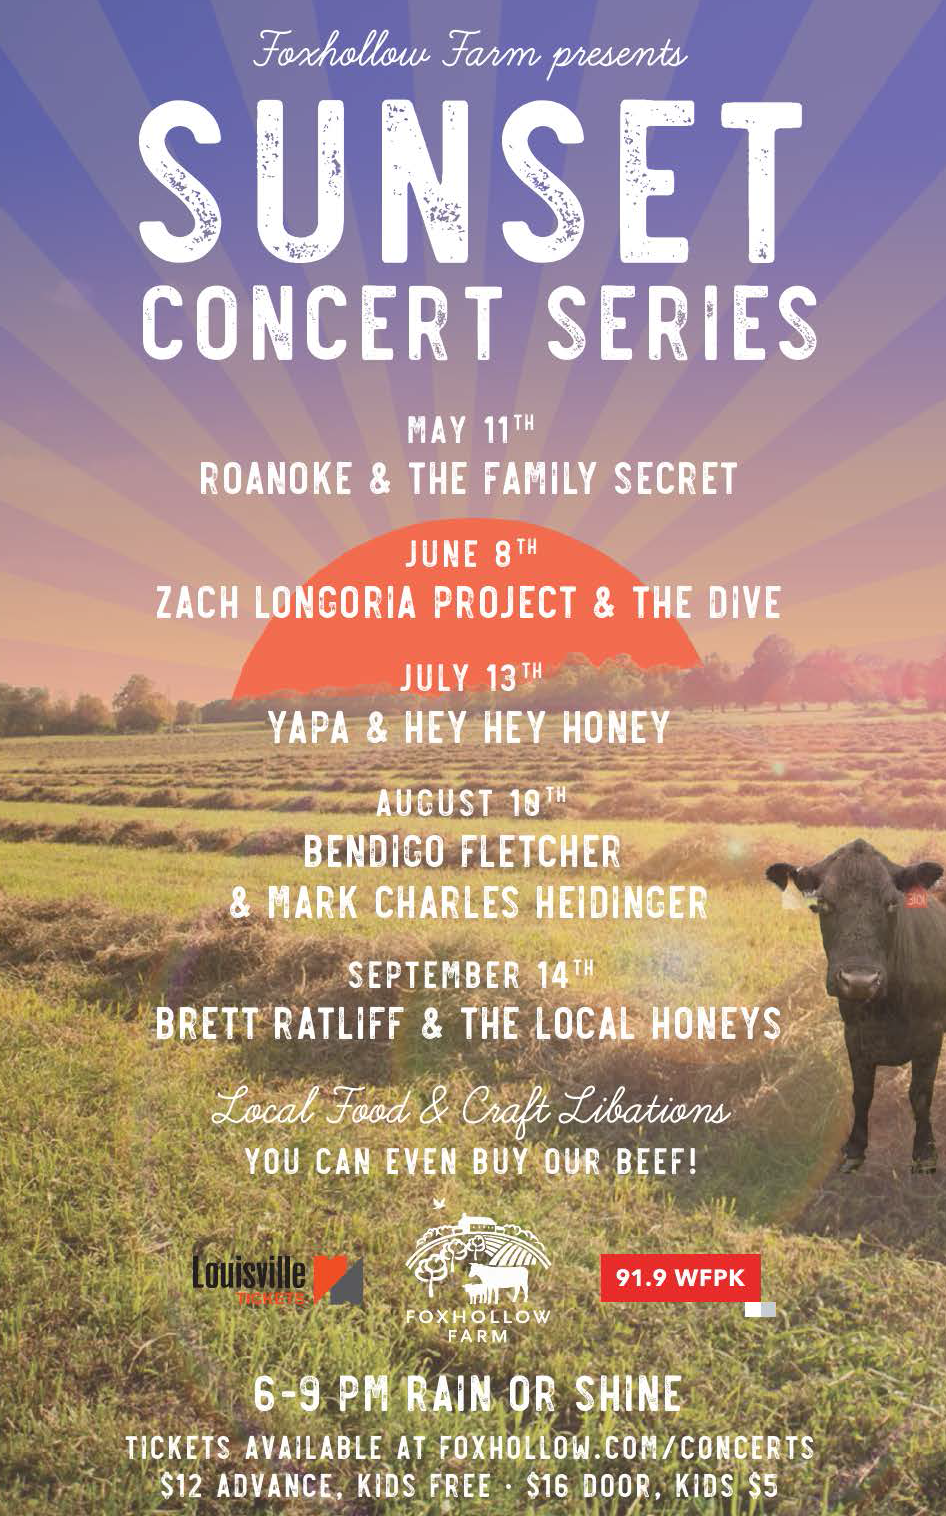 Foxhollow Farm presents
SUNSET
CONCERT SERIES
MAY 11TH
ROANOKE & THE FAMILY SECRET
JUNE 8TH
ZACH LONGORIA PROJECT & THE DIVE
JULY 13TH
YAPA & HEY HEY HONEY
AUGUST 10TH
BENDIGO FLETCHER
& MARK CHARLES HEIDINGER
SEPTEMBER 14TH
BRETT RATLIFF & THE LOCAL HONEYS
Local Food & Craft Libations
YOU CAN EVEN BUY OUR BEEF!
Louisville
TICKETS
FOXHOLLOW
FARM
91.9 WFPK
6-9 PM RAIN OR SHINE
TICKETS AVAILABLE AT FOXHOLLOW.COM/CONCERTS
$12 ADVANCE, KIDS FREE · $16 DOOR, KIDS $5